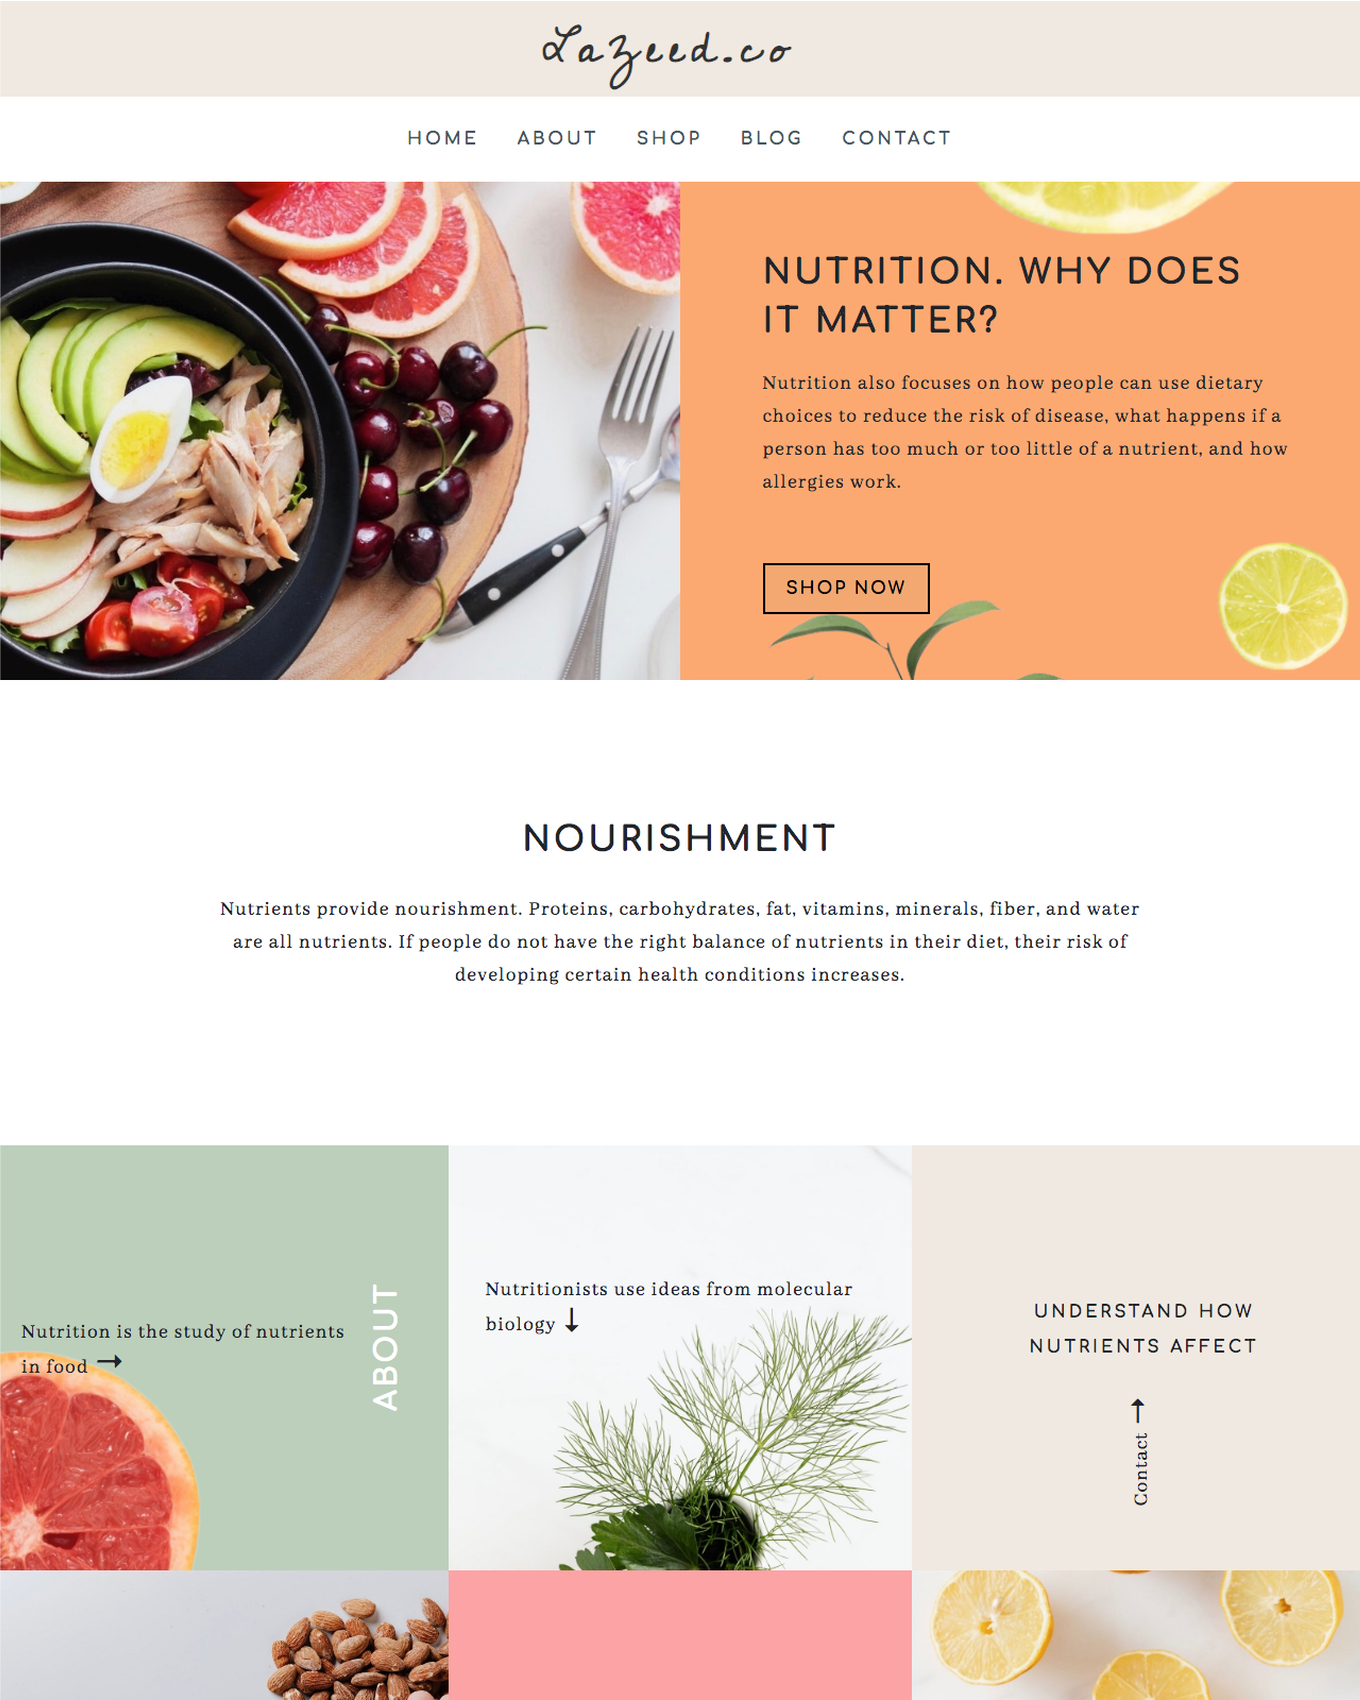 Lazeed.co
HOME ABOUT SHOP BLOG CONTACT
NUTRITION. WHY DOES
IT MATTER?
Nutrition also focuses on how people can use dietary
choices to reduce the risk of disease, what happens if a
person has too much or too little of a nutrient, and how
allergies work.
SHOP NOW
NOURISHMENT
Nutrients provide nourishment. Proteins, carbohydrates, fat, vitamins, minerals, fiber, and water
are all nutrients. If people do not have the right balance of nutrients in their diet, their risk of
developing certain health conditions increases.
Nutrition is the study of nutrients
in food →
ABOUT
Nutritionists use ideas from molecular
biology ↓
UNDERSTAND HOW
NUTRIENTS AFFECT
Contact →